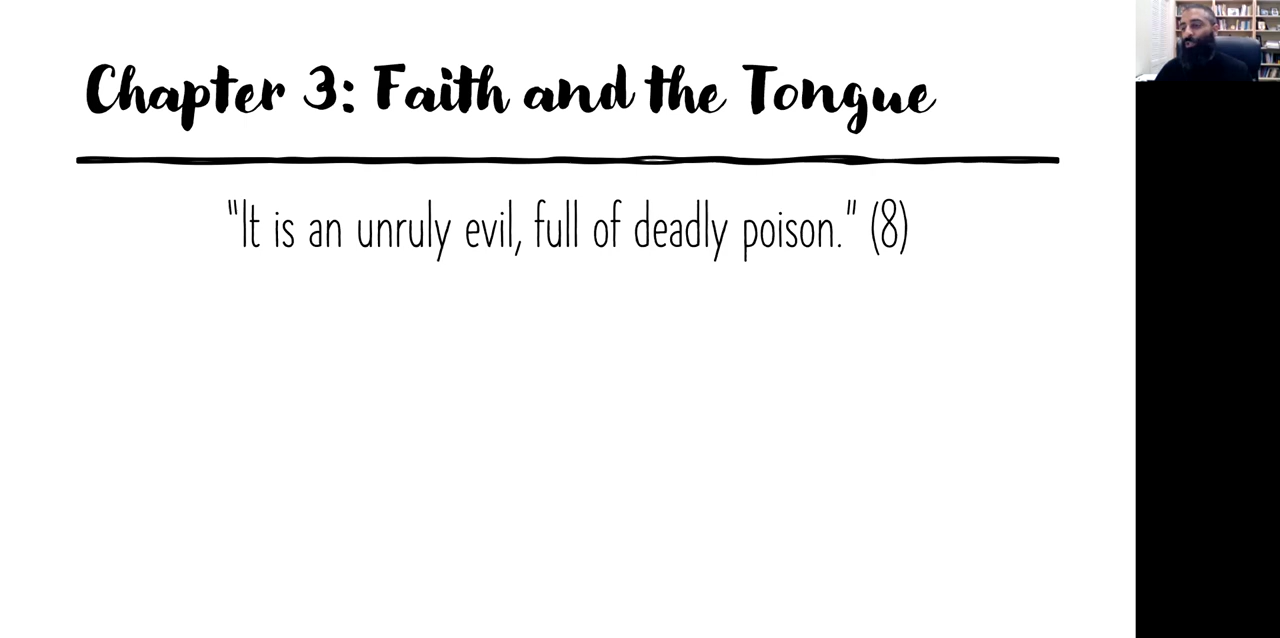 Chapter 3: Faith and the Tongue
"It is an unruly evil, full of deadly poison." (8)